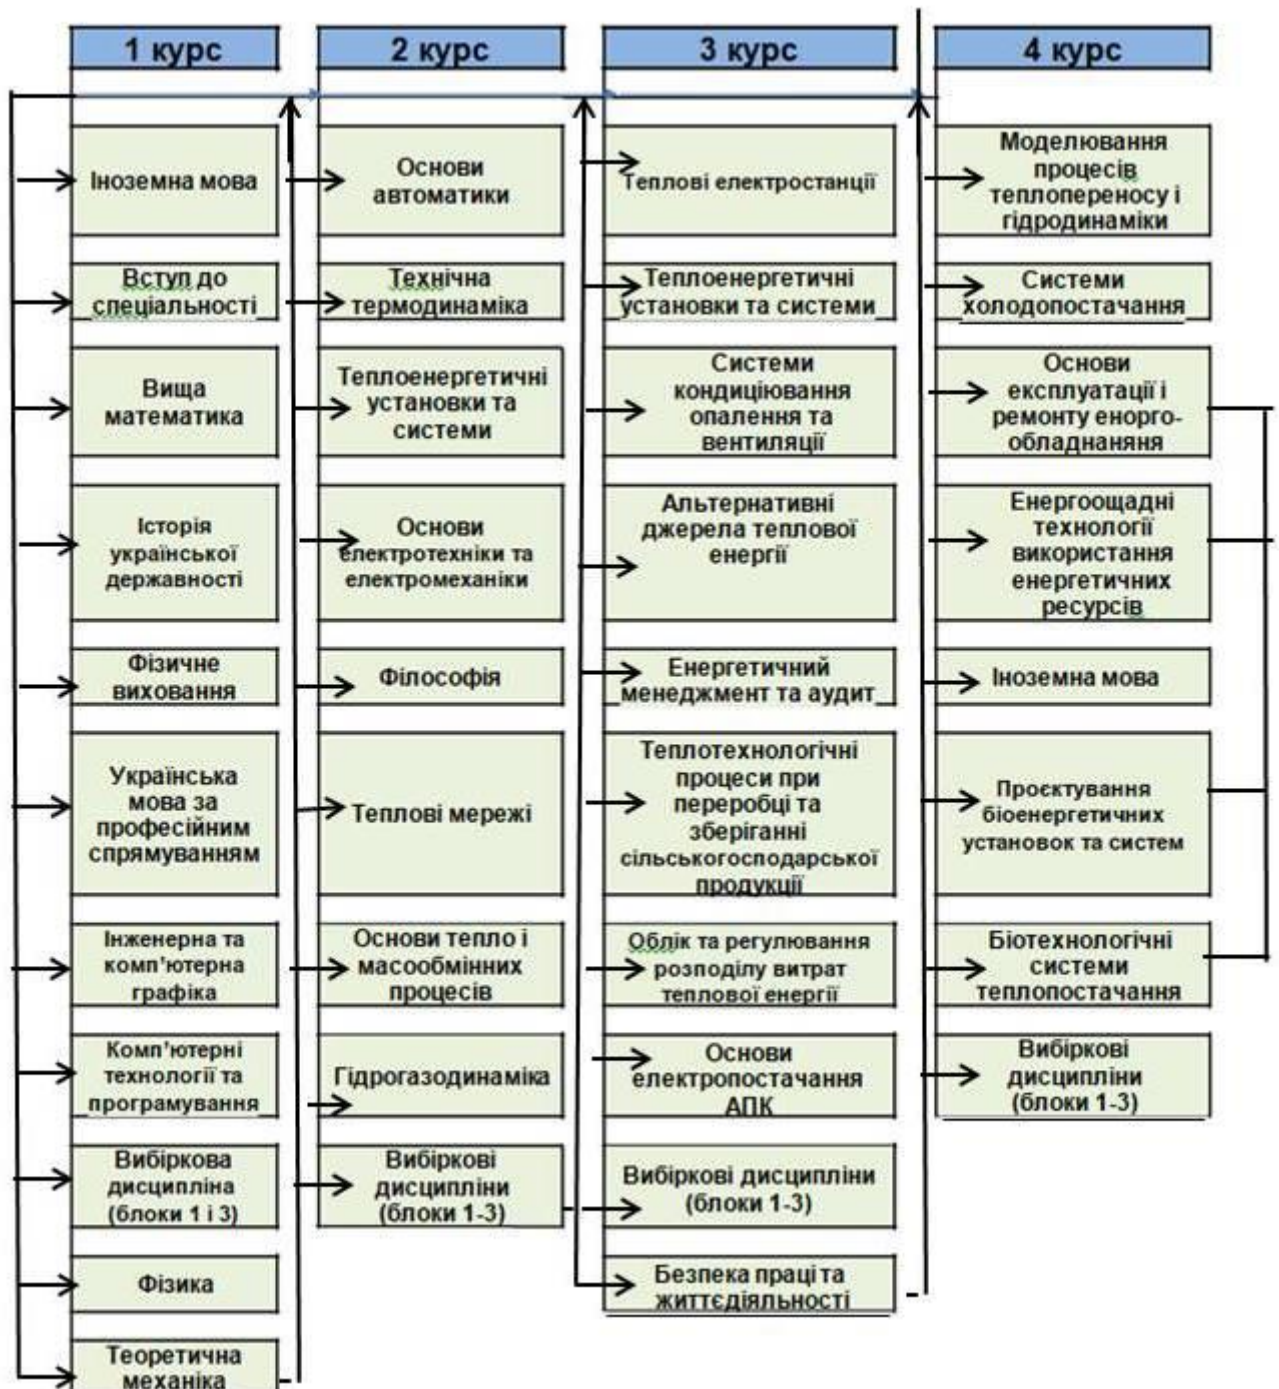 1 курс
2 курс
3 курс
4 курс
Іноземна мова
Вступ до
спеціальності
Вища
математика
Історія
української
державності
Фізичне
виховання
Українська
мова за
професійним
спрямуванням
Інженерна та
комп'ютерна
графіка
Комп'ютерні
технології та
програмування
Вибіркова
дисципліна
(блоки 1 і 3)
Фізика
Теоретична
механіка
Основи
автоматики
Технічна
термодинаміка
Теплоенергетичні
установки та
системи
Основи
електротехніки та
електромеханіки
Філософія
Теплові мережі
Основи тепло і
масообмінних
процесів
Гідрогазодинаміка
Вибіркові
дисципліни
(блоки 1-3)
Теплові електростанції
Теплоенергетичні
установки та системи
Системи
кондиціювання
опалення та
вентиляції
Альтернативні
джерела теплової
енергії
Енергетичний
менеджмент та аудит
Теплотехнологічні
процеси при
переробці та
зберіганні
сільськогосподарської
продукції
Облік та регулювання
розподілу витрат
теплової енергії
Основи
електропостачання
АПК
Вибіркові дисципліни
(блоки 1-3)
Безпека праці та
життєдіяльності
Моделювання
процесів
теплопереносу і
гідродинаміки
Системи
холодопостачання
Основи
експлуатації і
ремонту енорго-
обладнаняня
Енергоощадні
технології
використання
енергетичних
ресурсів
Іноземна мова
Проєктування
біоенергетичних
установок та систем
Біотехнологічні
системи
теплопостачання
Вибіркові
дисципліни
(блоки 1-3)